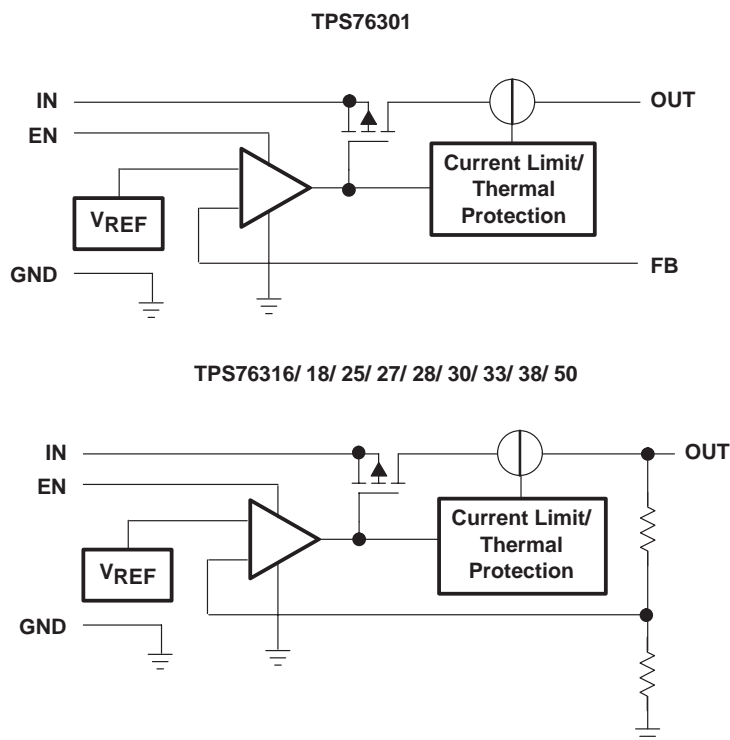 TPS76301
IN
OUT
EN
Current Limit/
Thermal
Protection
VREF
FB
GND
TPS76316/ 18/ 25/ 27/ 28/ 30/ 33/ 38/ 50
IN
OUT
EN
Current Limit/
Thermal
Protection
VREF
GND